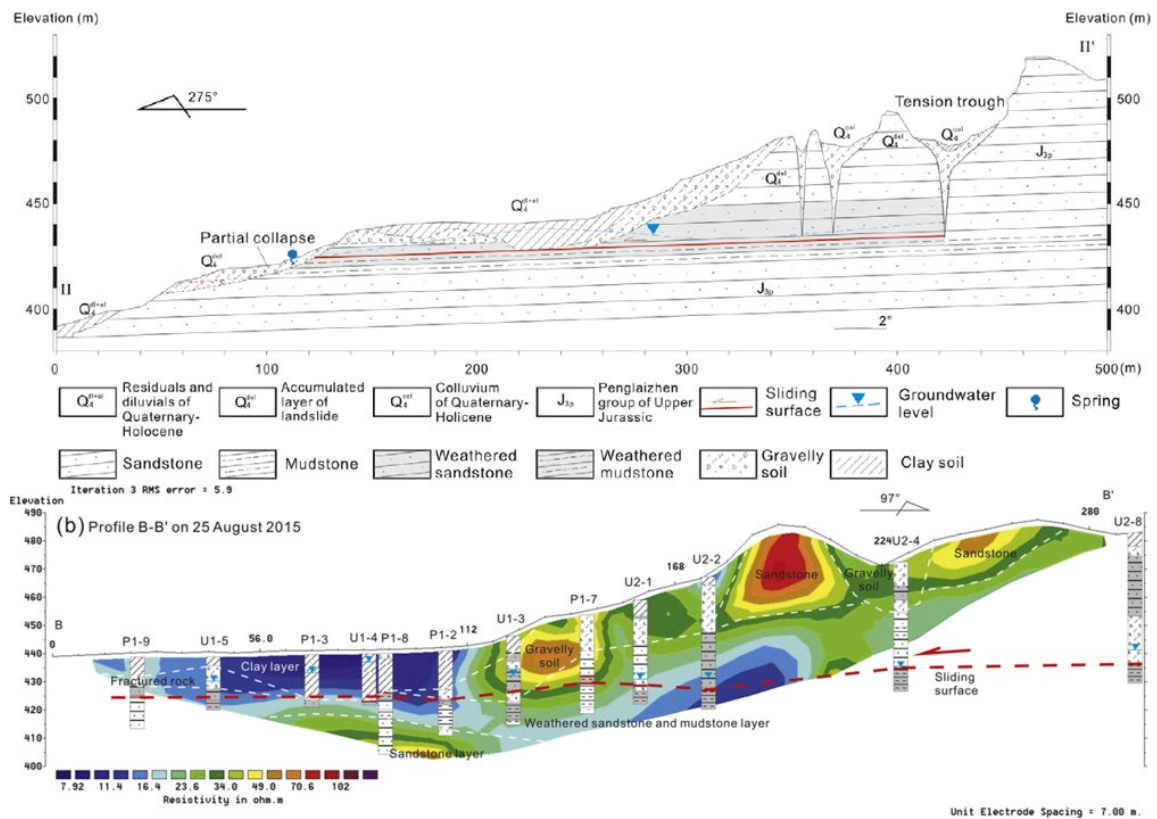 Elevation (m)
Elevation (m)
II'
275°
500
500
Tension trough
Q₄ᶜᵒˡ
Q₄ᵈᵉˡ
Q₄ᶜᵒˡ
J₃ₚ
Q₄ᵈᵉˡ
450
450
Q₄ᵈˡ⁺ᵉˡ
Partial collapse
Q₄ᵈᵉˡ
II
Q₄ᵈˡ⁺ᵉˡ
J₃ₚ
400
400
2°
0 100 200 300 400 500 (m)
Q₄ᵈˡ⁺ᵉˡ Residuals and
diluvials of
Quaternary-
Holocene
Q₄ᵈᵉˡ Accumulated
layer of
landslide
Q₄ᶜᵒˡ Colluvium
of Quaternary-
Holicene
J₃ₚ Penglaizhen
group of Upper
Jurassic
Sliding
surface
Groundwater
level
Spring
Sandstone
Mudstone
Weathered
sandstone
Weathered
mudstone
Gravelly
soil
Clay soil
Iteration 3 RMS error = 5.9
Elevation
(b) Profile B-B' on 25 August 2015
97°
B'
490
480
470
460
450
440
430
420
410
400
B
0
P1-9
U1-5
56.0
P1-3
U1-4
P1-8
P1-2
112
U1-3
P1-7
U2-1
168
U2-2
224
U2-4
280
U2-8
Sandstone
Gravelly
soil
Sandstone
Clay layer
Gravelly
soil
Fractured rock
Sliding
surface
Weathered sandstone and mudstone layer
Sandstone layer
7.92 11.4 16.4 23.6 34.0 49.0 70.6 102
Resistivity in ohm.m
Unit Electrode Spacing = 7.00 m.